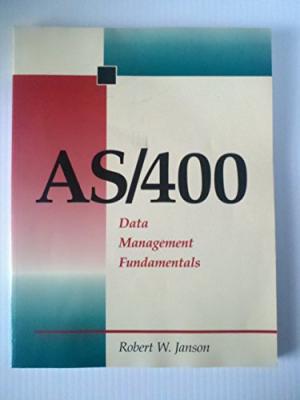 AS/400
Data
Management
Fundamentals
Robert W. Janson